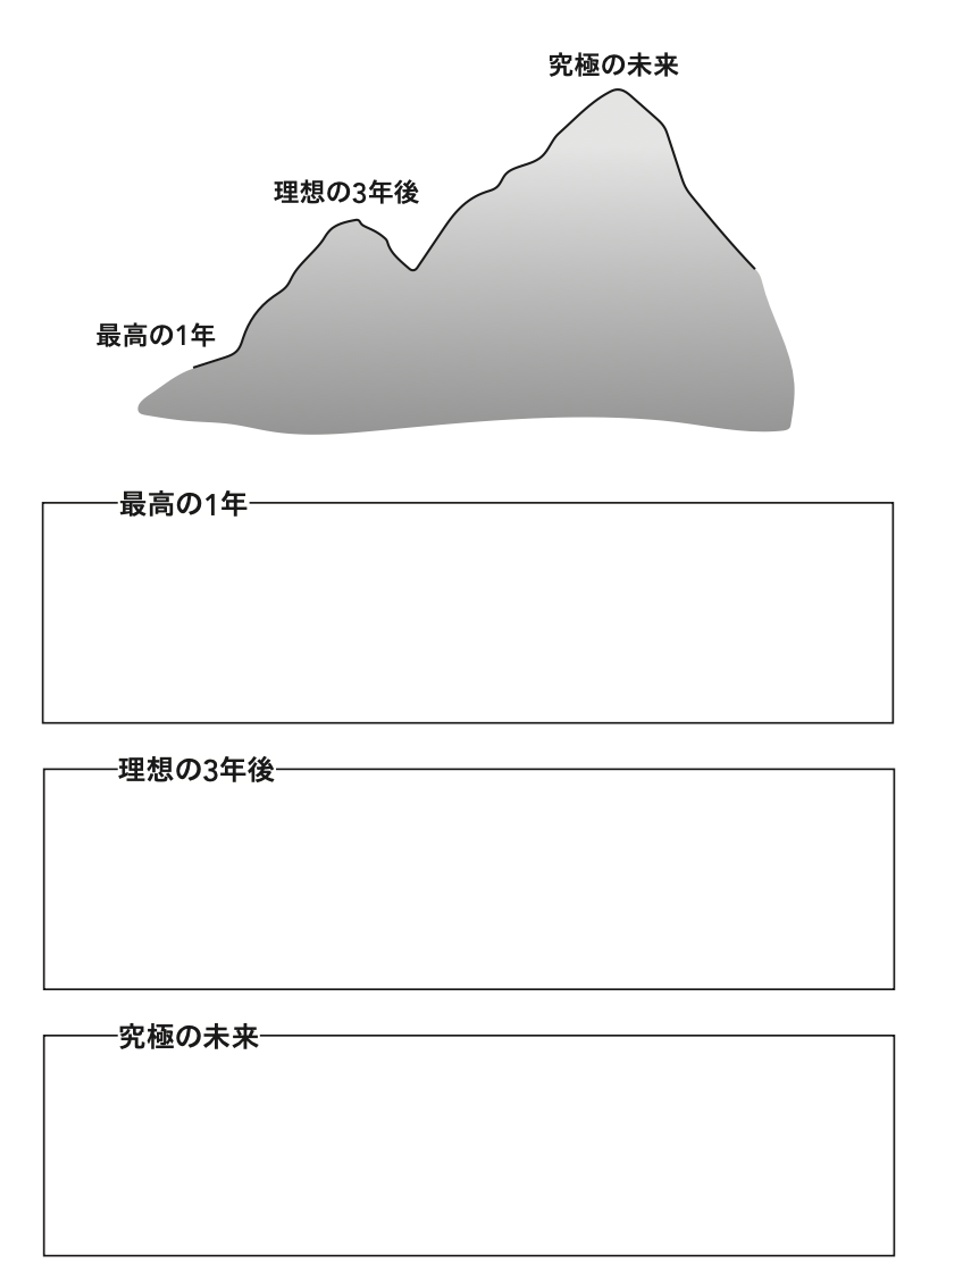 究極の未来
理想の3年後
最高の1年
最高の1年
理想の3年後
究極の未来